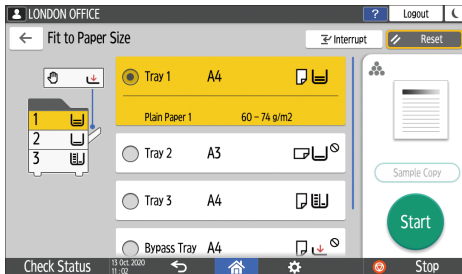 LONDON OFFICE
?
Logout
Fit to Paper Size
Interrupt
Reset
Tray 1 A4
Plain Paper 1 60 – 74 g/m2
1
2
3
Tray 2 A3
Tray 3 A4
Bypass Tray A4
Sample Copy
Start
Check Status
13 Oct. 2020
11:02
Stop